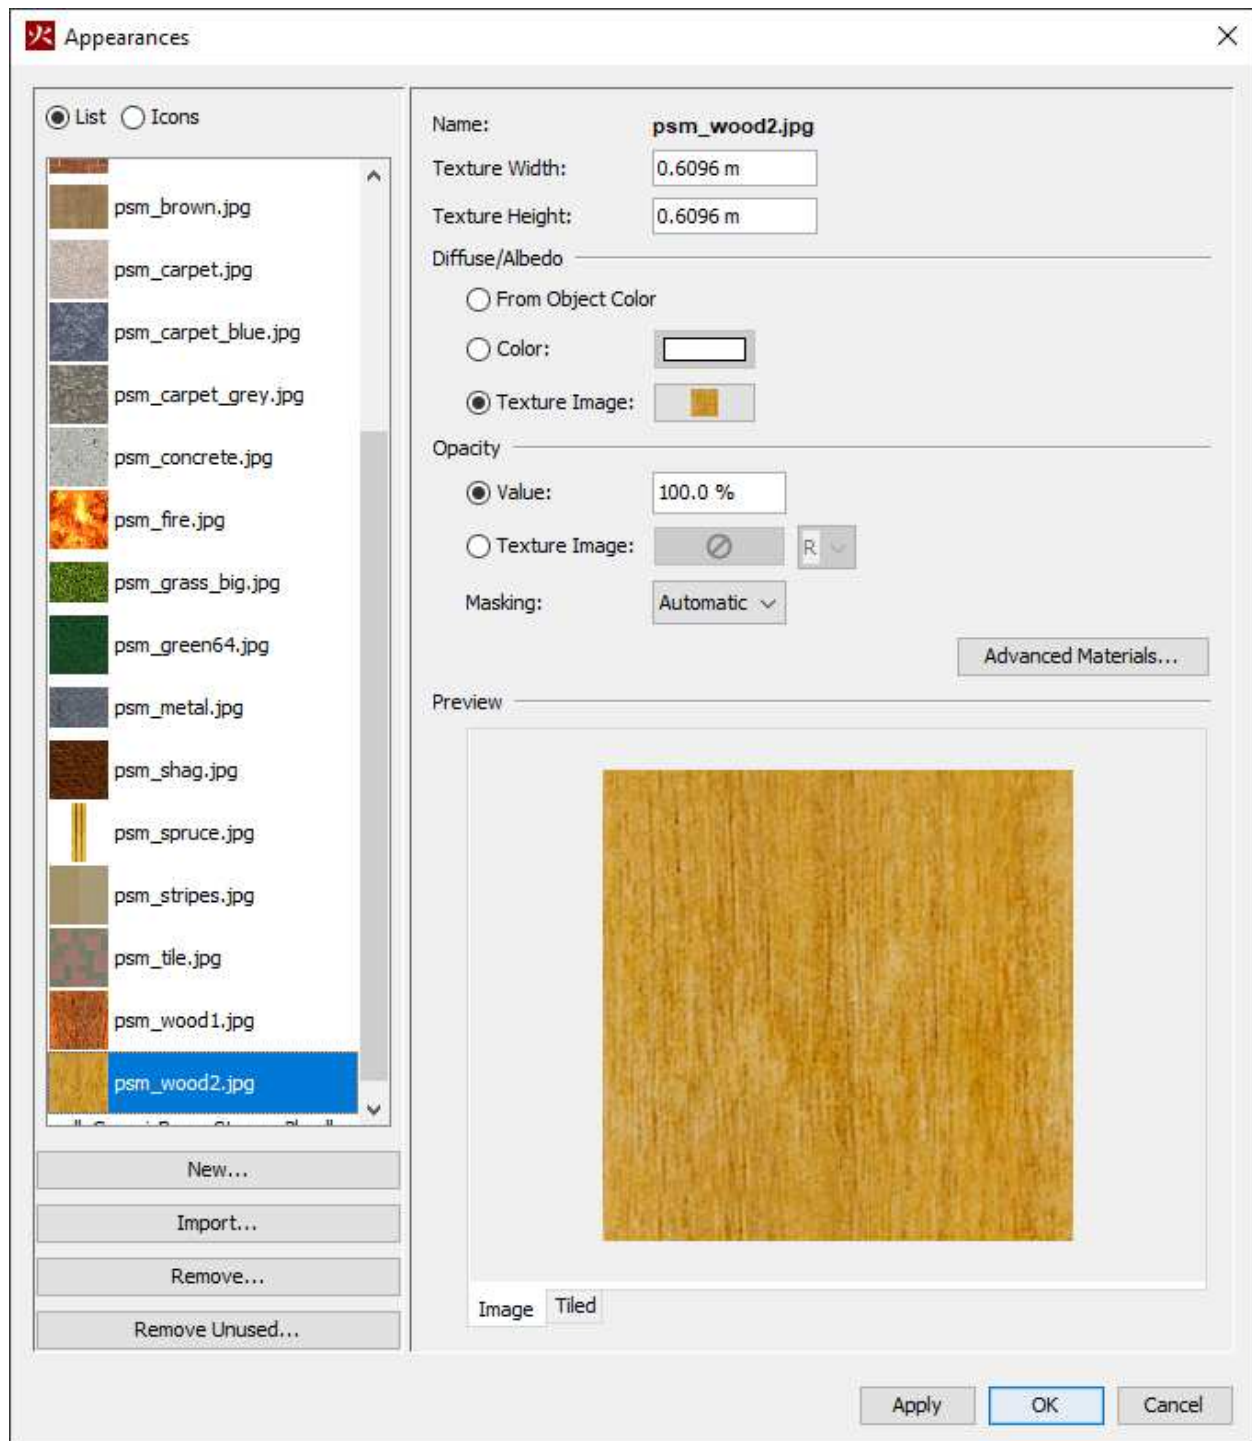 火 Appearances
List Icons
psm_brown.jpg
psm_carpet.jpg
psm_carpet_blue.jpg
psm_carpet_grey.jpg
psm_concrete.jpg
psm_fire.jpg
psm_grass_big.jpg
psm_green64.jpg
psm_metal.jpg
psm_shag.jpg
psm_spruce.jpg
psm_stripes.jpg
psm_tile.jpg
psm_wood1.jpg
psm_wood2.jpg
New...
Import...
Remove...
Remove Unused...
Name: psm_wood2.jpg
Texture Width: 0.6096 m
Texture Height: 0.6096 m
Diffuse/Albedo
From Object Color
Color:
Texture Image:
Opacity
Value: 100.0 %
Texture Image: R
Masking: Automatic
Advanced Materials...
Preview
Image Tiled
Apply OK Cancel